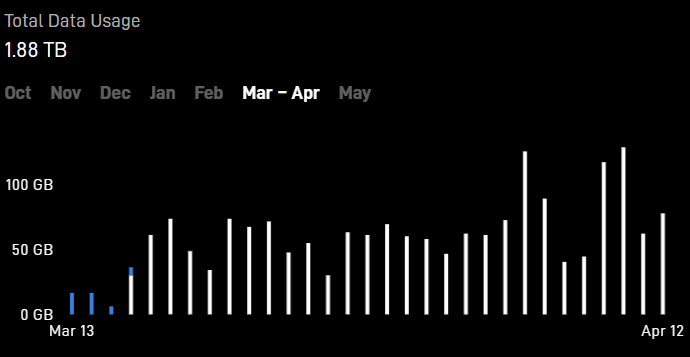 Total Data Usage
1.88 TB
Oct Nov Dec Jan Feb Mar – Apr May
100 GB
50 GB
0 GB
Mar 13 Apr 12